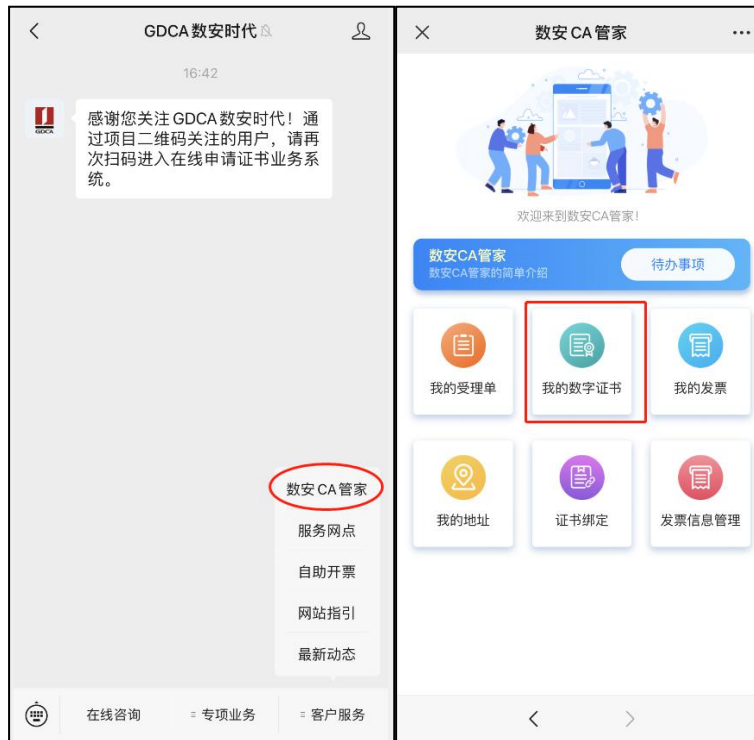 GDCA数安时代
16:42
GDCA
感谢您关注 GDCA 数安时代！通
过项目二维码关注的用户，请再
次扫码进入在线申请证书业务系
统。
数安 CA 管家
服务网点
自助开票
网站指引
最新动态
在线咨询
专项业务
客户服务
数安 CA 管家
欢迎来到数安CA管家!
数安CA管家
数安CA管家的简单介绍
待办事项
我的受理单
我的数字证书
我的发票
我的地址
证书绑定
发票信息管理